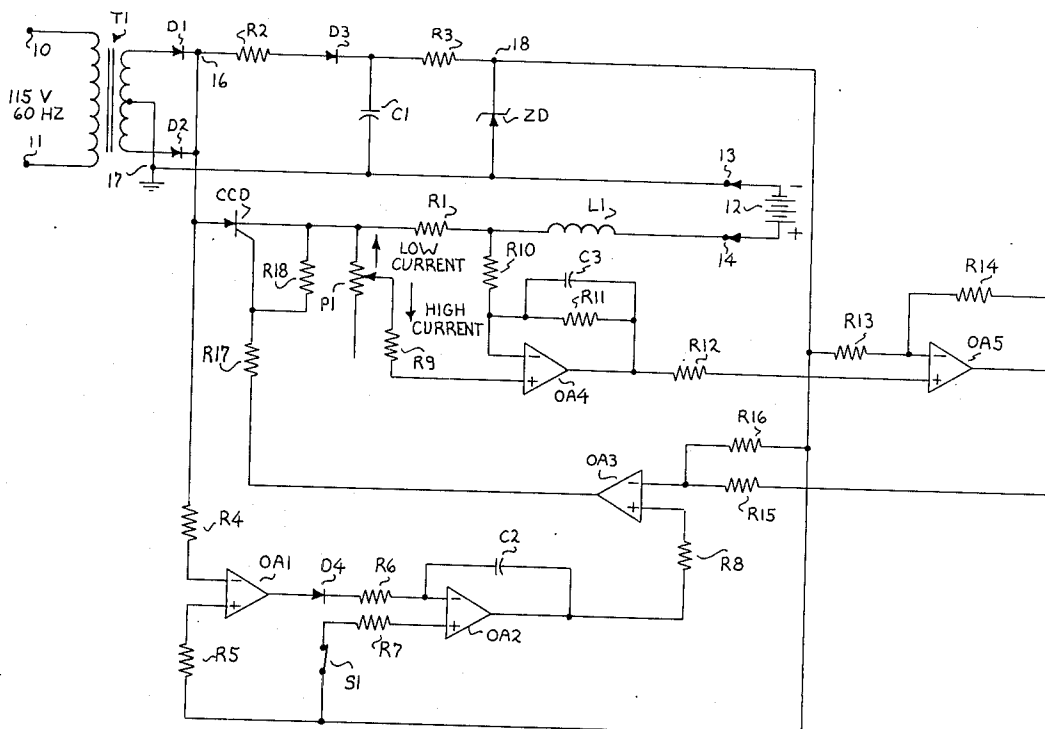 T1
D1
R2
D3
R3
18
10
16
115 V
60 HZ
C1
ZD
11
D2
17
13
-
12
+
14
CCD
R1
L1
LOW
CURRENT
R10
C3
R14
R18
P1
R11
HIGH
CURRENT
R13
R17
R9
-
+
OA4
R12
-
+
OA5
R16
OA3
-
+
R15
R4
C2
R8
-
+
OA1
D4
R6
-
+
OA2
R7
R5
S1